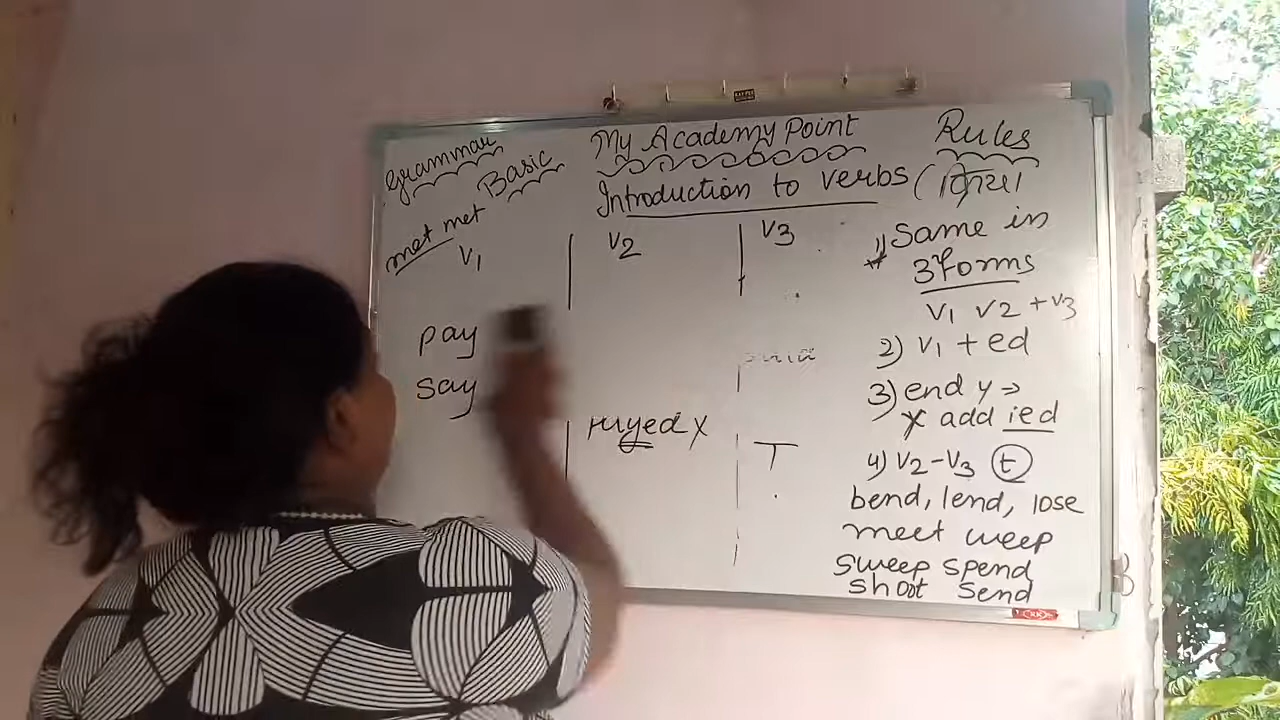 Grammar
Basic
My Academy Point
Rules
Introduction to verbs (क्रिया)
met met
V1 V2 V3
pay
say
yed X
T
1) Same in
3 Forms
V1 V2 + V3
2) V1 + ed
3) end y ⇒
X add ied
4) V2 - V3 (t)
bend, lend, lose
meet weep
sweep spend
shoot send